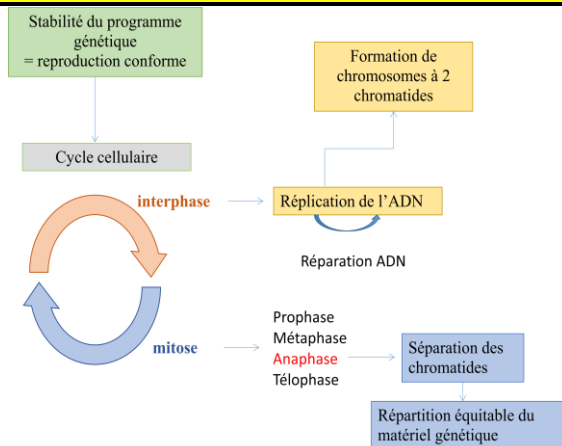 Stabilité du programme
génétique
= reproduction conforme
Formation de
chromosomes à 2
chromatides
Cycle cellulaire
interphase
Réplication de l’ADN
Réparation ADN
mitose
Prophase
Métaphase
Anaphase
Télophase
Séparation des
chromatides
Répartition équitable du
matériel génétique